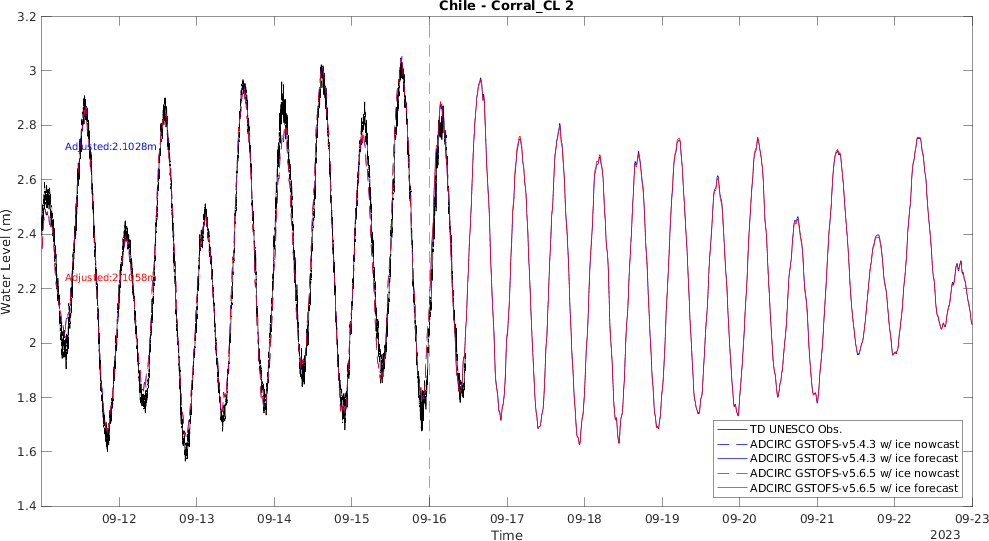 Chile - Corral_CL 2
3.2
3
2.8
2.6
2.4
2.2
2
1.8
1.6
1.4
Water Level (m)
Adjusted:2.1028m
Adjusted:2.1058m
TD UNESCO Obs.
ADCIRC GSTOFS-v5.4.3 w/ ice nowcast
ADCIRC GSTOFS-v5.4.3 w/ ice forecast
ADCIRC GSTOFS-v5.6.5 w/ ice nowcast
ADCIRC GSTOFS-v5.6.5 w/ ice forecast
09-12 09-13 09-14 09-15 09-16 09-17 09-18 09-19 09-20 09-21 09-22 09-23
Time
2023